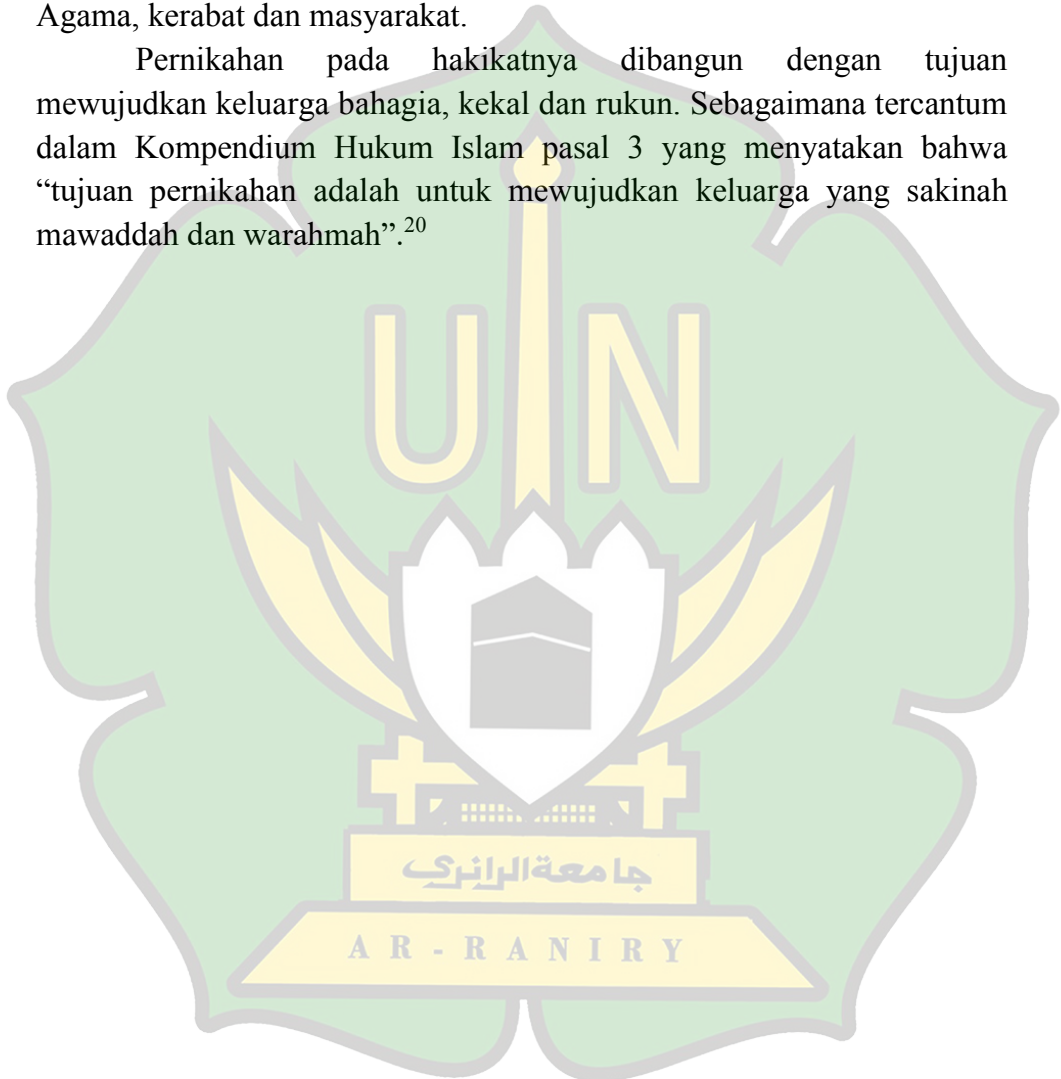 Agama, kerabat dan masyarakat.
Pernikahan pada hakikatnya dibangun dengan tujuan
mewujudkan keluarga bahagia, kekal dan rukun. Sebagaimana tercantum
dalam Kompendium Hukum Islam pasal 3 yang menyatakan bahwa
“tujuan pernikahan adalah untuk mewujudkan keluarga yang sakinah
mawaddah dan warahmah”.20
UIN
جامعةالرانري
AR-RANIRY